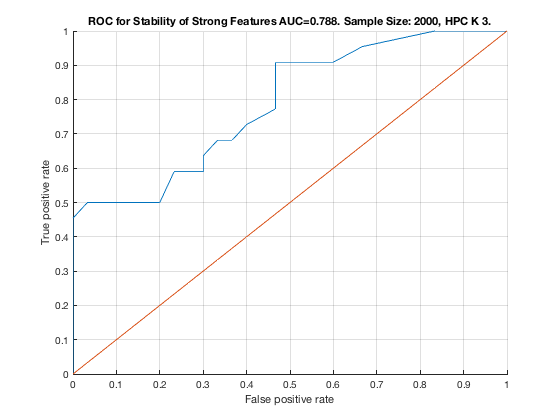 ROC for Stability of Strong Features AUC=0.788. Sample Size: 2000, HPC K 3.
1
0.9
0.8
0.7
0.6
0.5
0.4
0.3
0.2
0.1
0
True positive rate
0 0.1 0.2 0.3 0.4 0.5 0.6 0.7 0.8 0.9 1
False positive rate